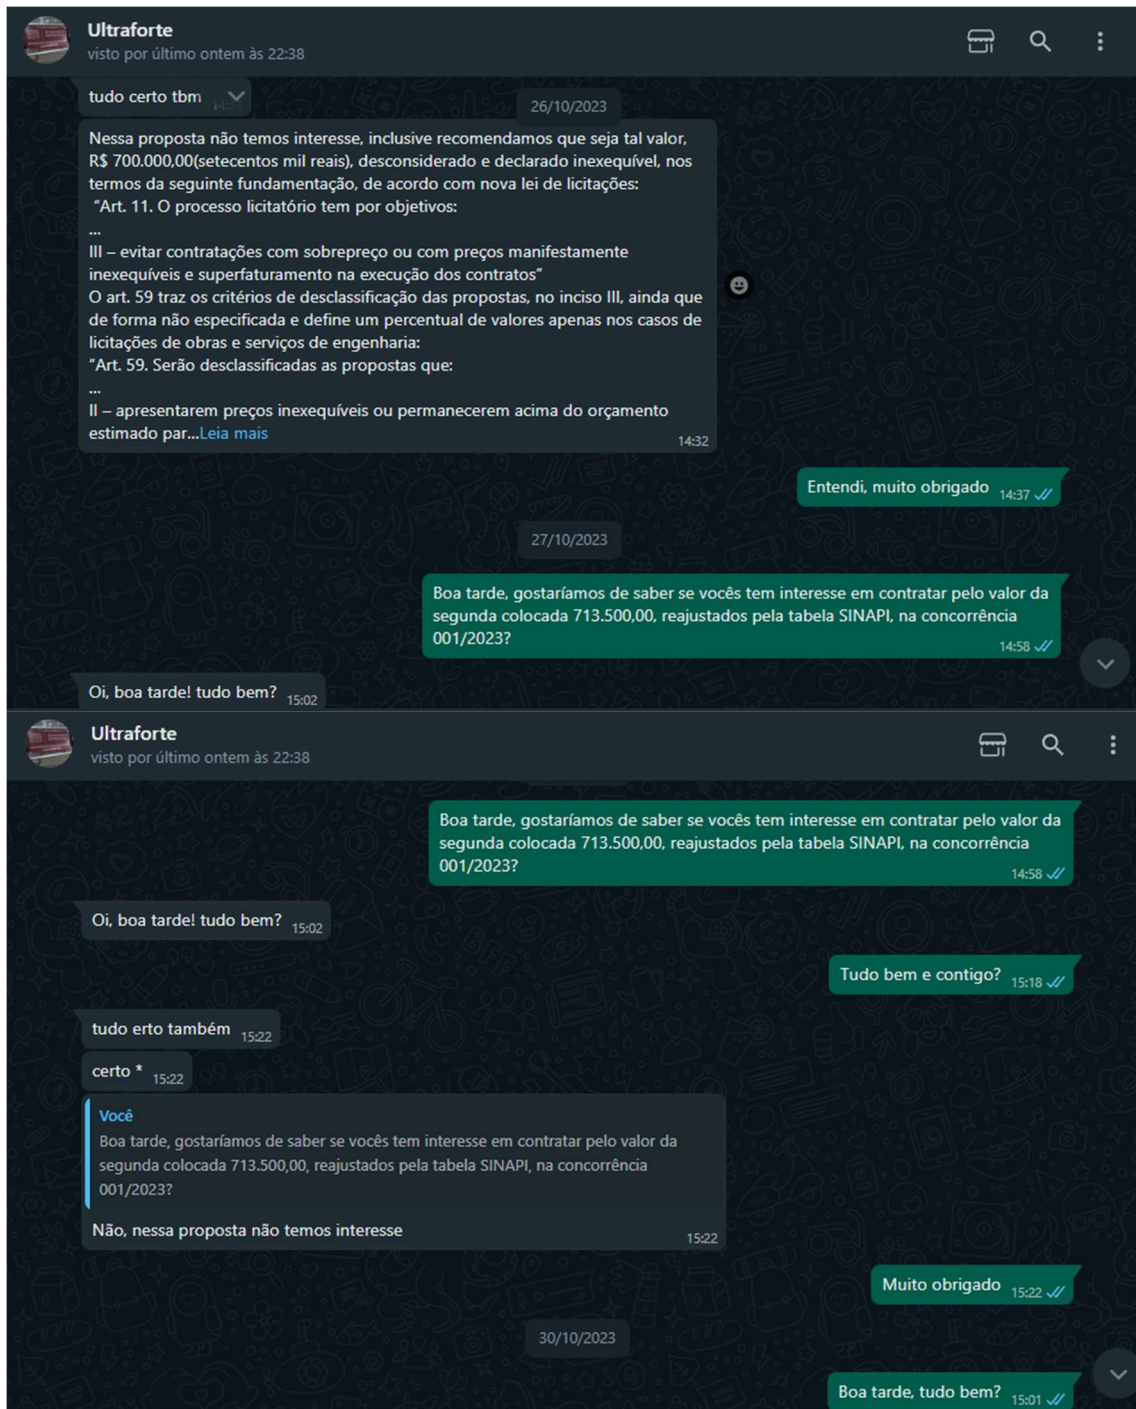 Ultraforte
visto por último ontem às 22:38
tudo certo tbm
26/10/2023
Nessa proposta não temos interesse, inclusive recomendamos que seja tal valor,
R$ 700.000,00(setecentos mil reais), desconsiderado e declarado inexequível, nos
termos da seguinte fundamentação, de acordo com nova lei de licitações:
“Art. 11. O processo licitatório tem por objetivos:
...
III – evitar contratações com sobrepreço ou com preços manifestamente
inexequíveis e superfaturamento na execução dos contratos”
O art. 59 traz os critérios de desclassificação das propostas, no inciso III, ainda que
de forma não especificada e define um percentual de valores apenas nos casos de
licitações de obras e serviços de engenharia:
“Art. 59. Serão desclassificadas as propostas que:
...
II – apresentarem preços inexequíveis ou permanecerem acima do orçamento
estimado par...Leia mais
14:32
Entendi, muito obrigado 14:37
27/10/2023
Boa tarde, gostaríamos de saber se vocês tem interesse em contratar pelo valor da
segunda colocada 713.500,00, reajustados pela tabela SINAPI, na concorrência
001/2023?
14:58
Oi, boa tarde! tudo bem? 15:02
Ultraforte
visto por último ontem às 22:38
Boa tarde, gostaríamos de saber se vocês tem interesse em contratar pelo valor da
segunda colocada 713.500,00, reajustados pela tabela SINAPI, na concorrência
001/2023?
14:58
Oi, boa tarde! tudo bem? 15:02
Tudo bem e contigo? 15:18
tudo erto também 15:22
certo * 15:22
Você
Boa tarde, gostaríamos de saber se vocês tem interesse em contratar pelo valor da
segunda colocada 713.500,00, reajustados pela tabela SINAPI, na concorrência
001/2023?
Não, nessa proposta não temos interesse
15:22
Muito obrigado 15:22
30/10/2023
Boa tarde, tudo bem? 15:01